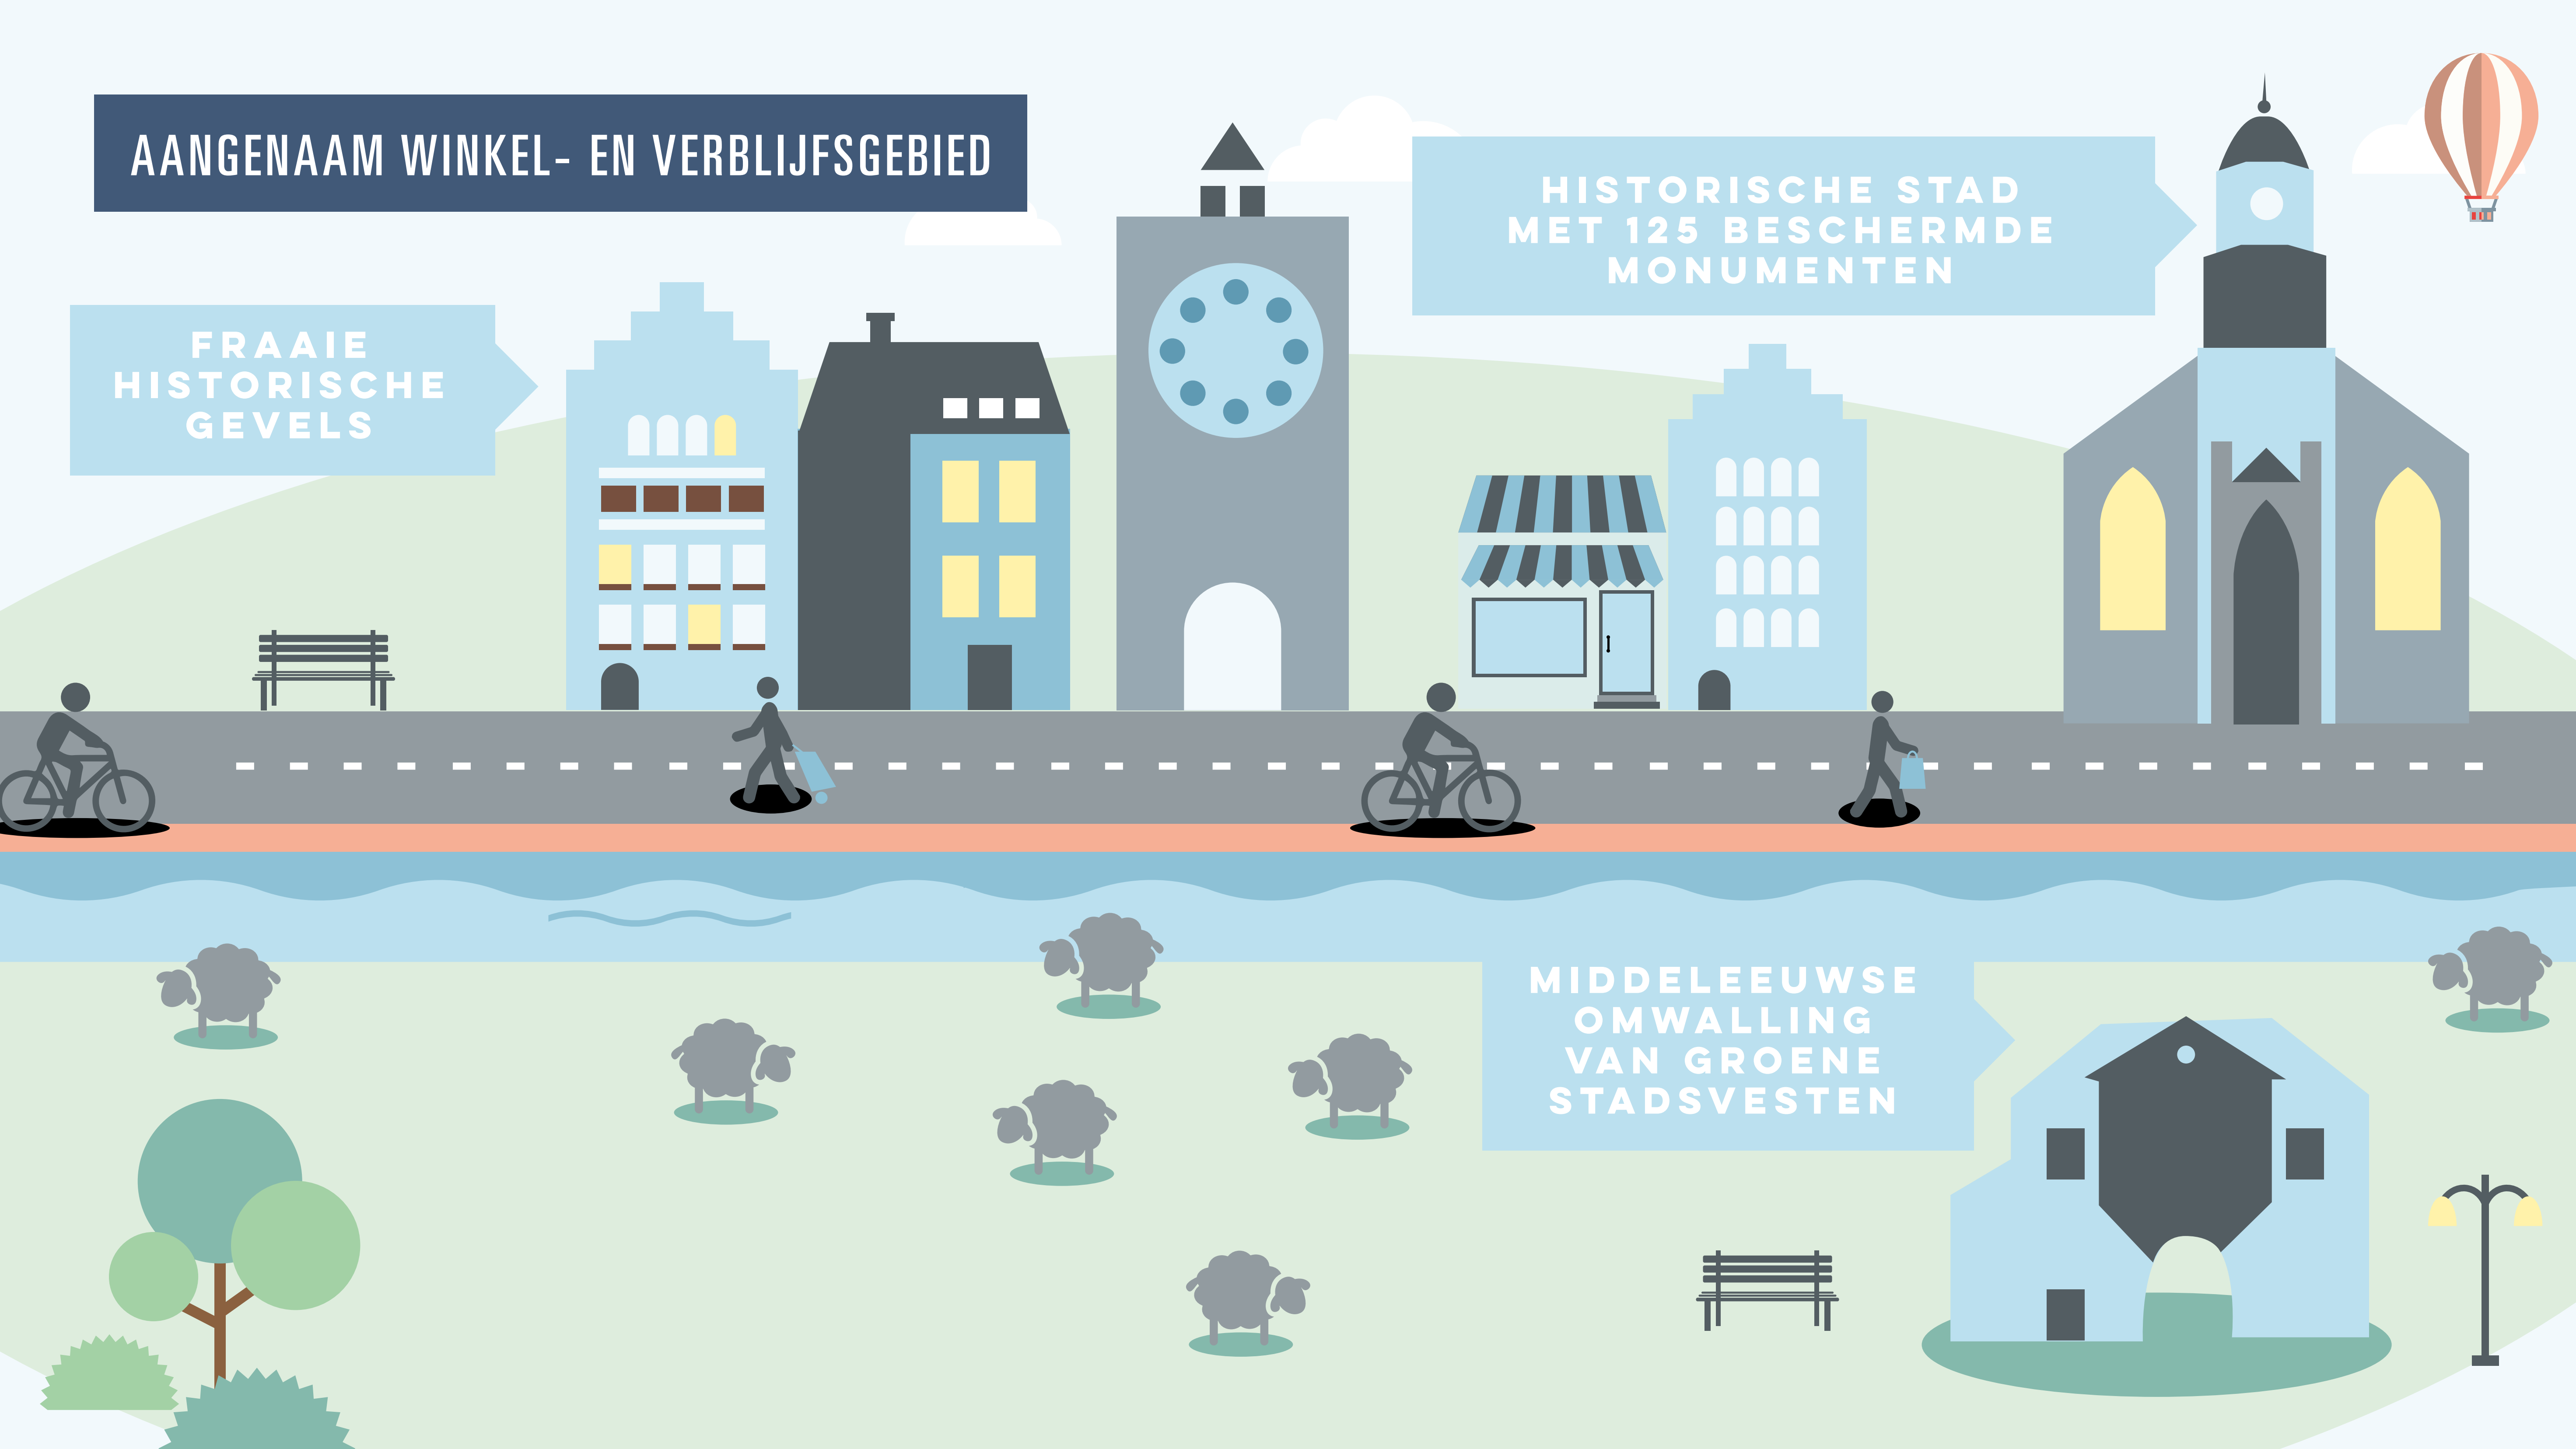 AANGENAAM WINKEL- EN VERBLIJFSGEBIED
HISTORISCHE STAD
MET 125 BESCHERMDE
MONUMENTEN
FRAAIE
HISTORISCHE
GEVELS
MIDDELEEUWSE
OMWALLING
VAN GROENE
STADSVESTEN